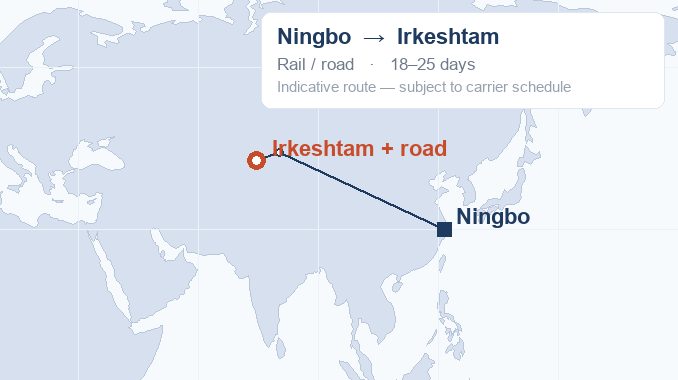 Ningbo → Irkeshtam
Rail / road · 18–25 days
Indicative route — subject to carrier schedule
Irkeshtam + road
Ningbo